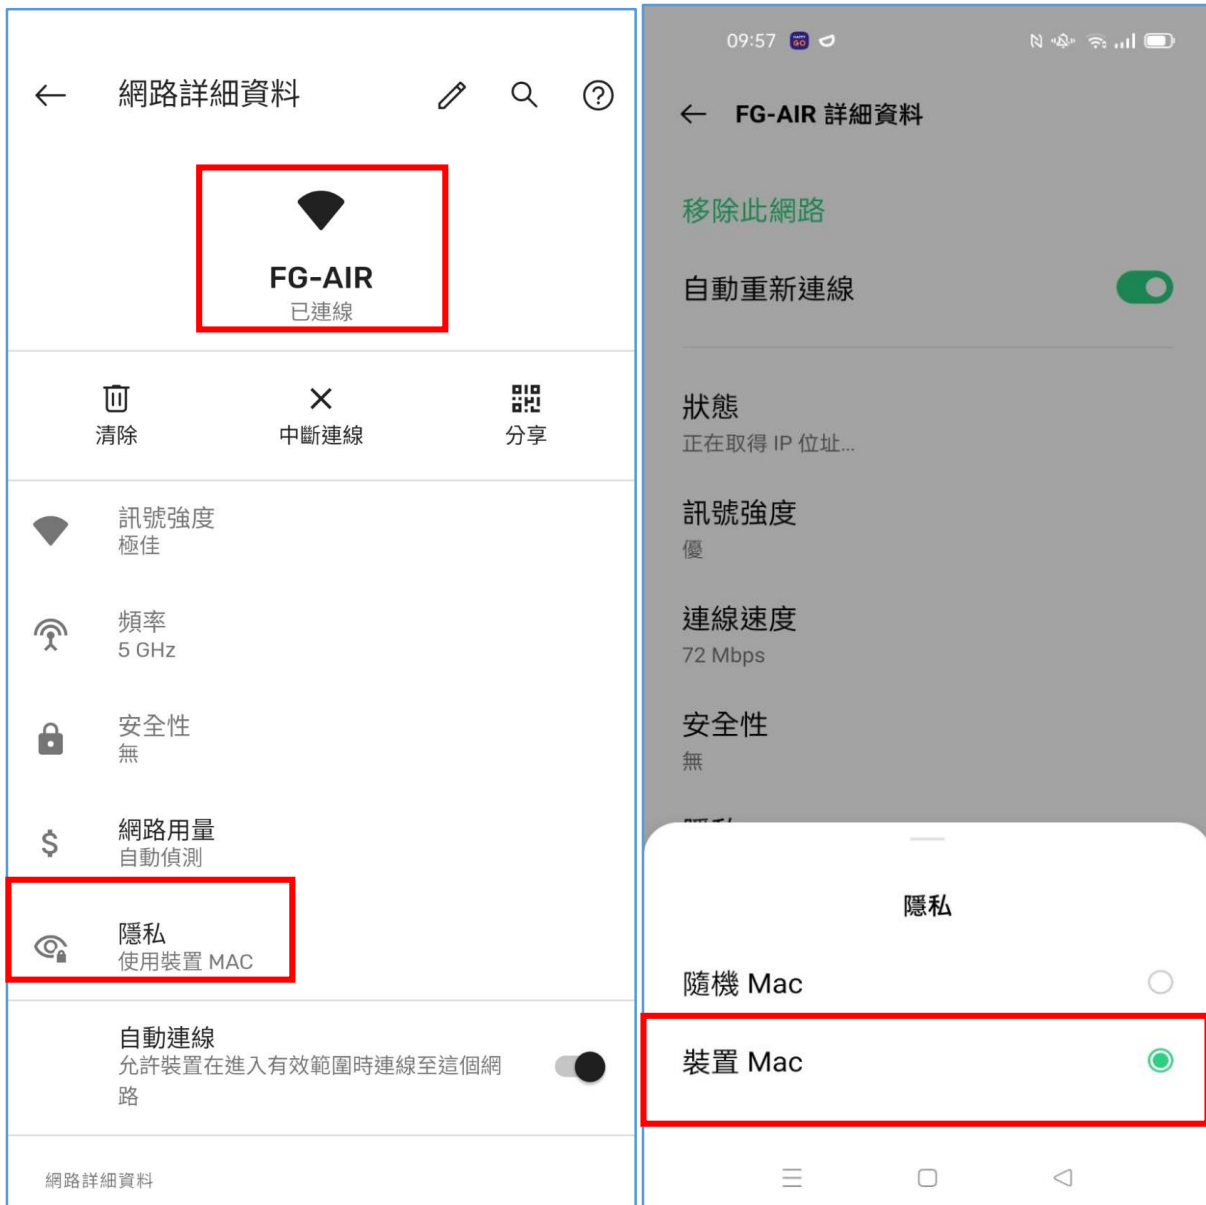 網路詳細資料
FG-AIR
已連線
清除
中斷連線
分享
訊號強度
極佳
頻率
5 GHz
安全性
無
網路用量
自動偵測
隱私
使用裝置 MAC
自動連線
允許裝置在進入有效範圍時連線至這個網
路
網路詳細資料
09:57
FG-AIR 詳細資料
移除此網路
自動重新連線
狀態
正在取得 IP 位址...
訊號強度
優
連線速度
72 Mbps
安全性
無
隱私
隨機 Mac
裝置 Mac